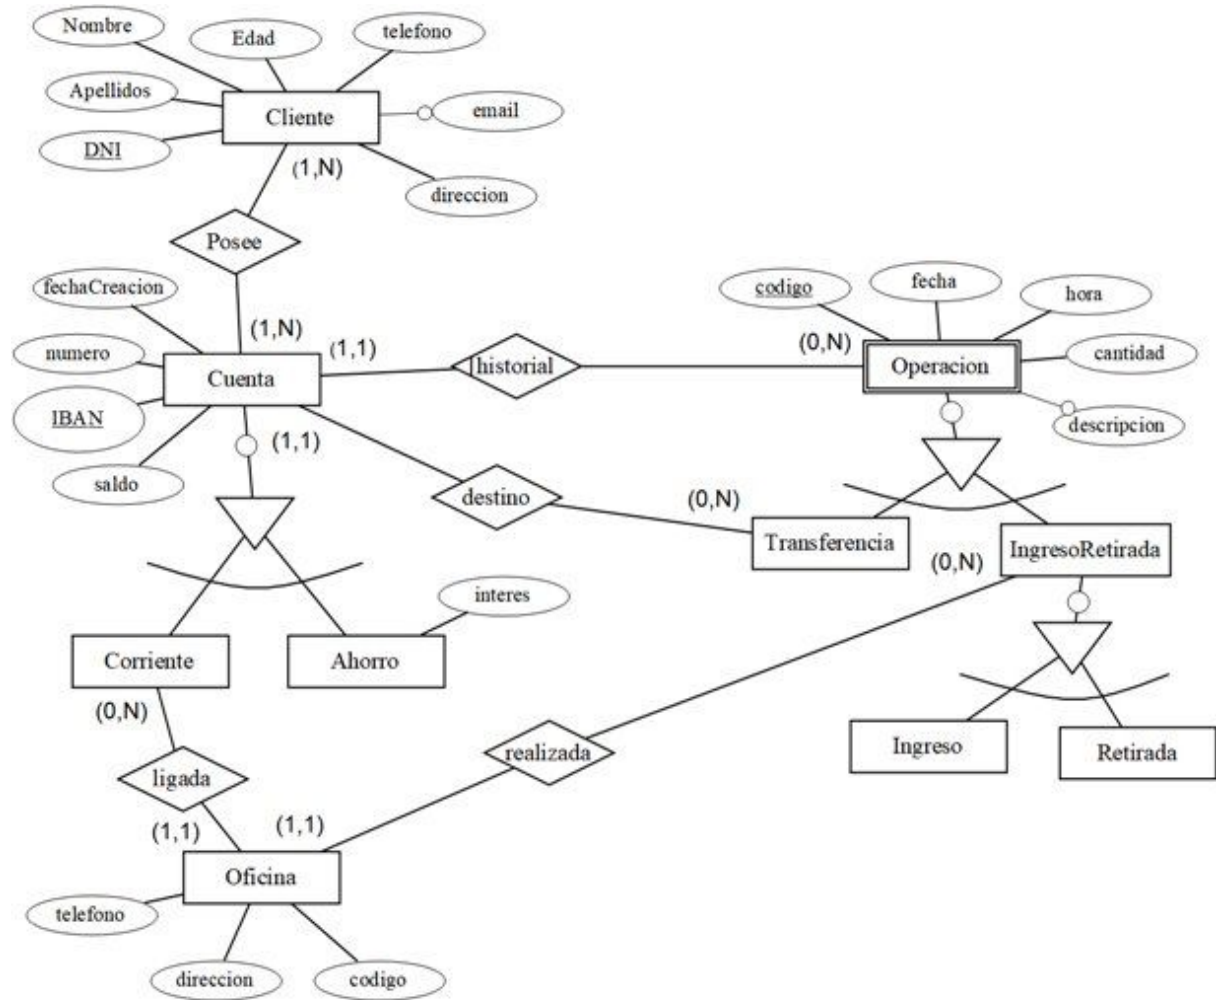 Nombre
Edad
telefono
Apellidos
Cliente
email
DNI
(1,N)
direccion
Posee
fechaCreacion
codigo
fecha
hora
(1,N)
(1,1)
(0,N)
numero
Cuenta
historial
Operacion
cantidad
IBAN
(1,1)
descripcion
saldo
destino
(0,N)
Transferencia
IngresoRetirada
(0,N)
interes
Corriente
Ahorro
(0,N)
Ingreso
Retirada
realizada
ligada
(1,1)
(1,1)
Oficina
telefono
direccion
codigo